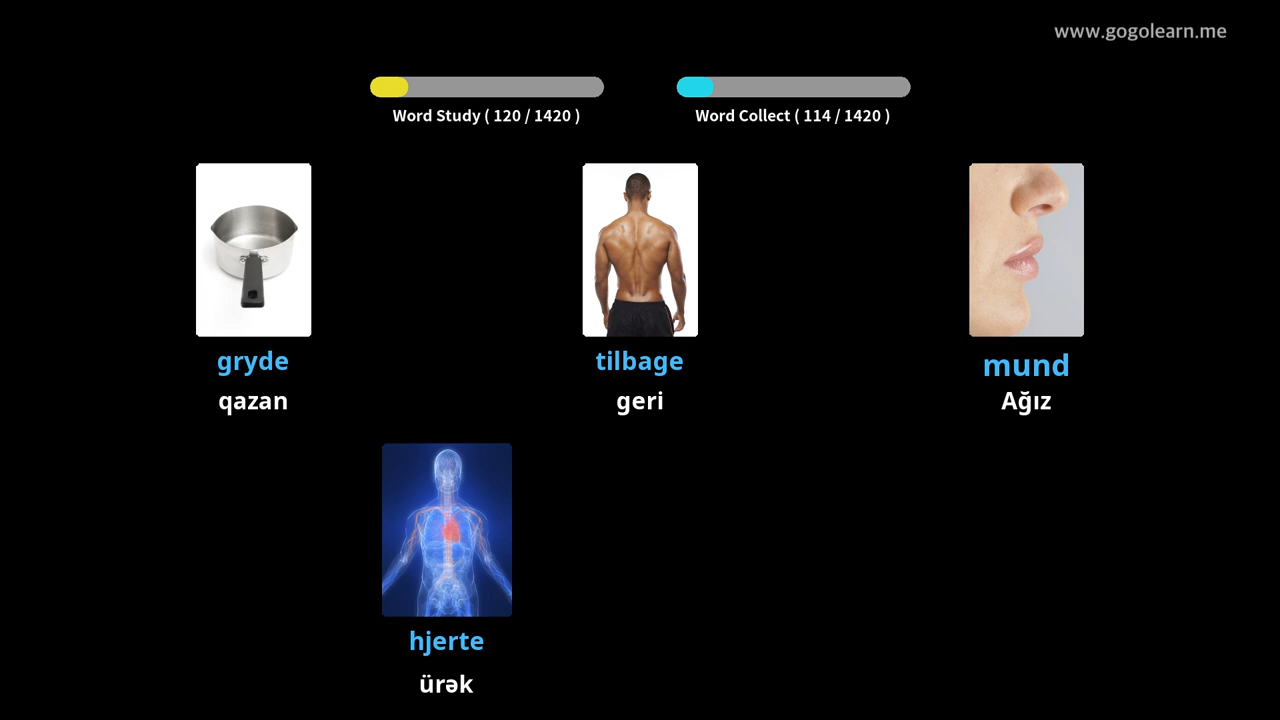 www.gogolearn.me
Word Study ( 120 / 1420 )
Word Collect ( 114 / 1420 )
gryde
qazan
tilbage
geri
mund
Ağız
hjerte
ürək